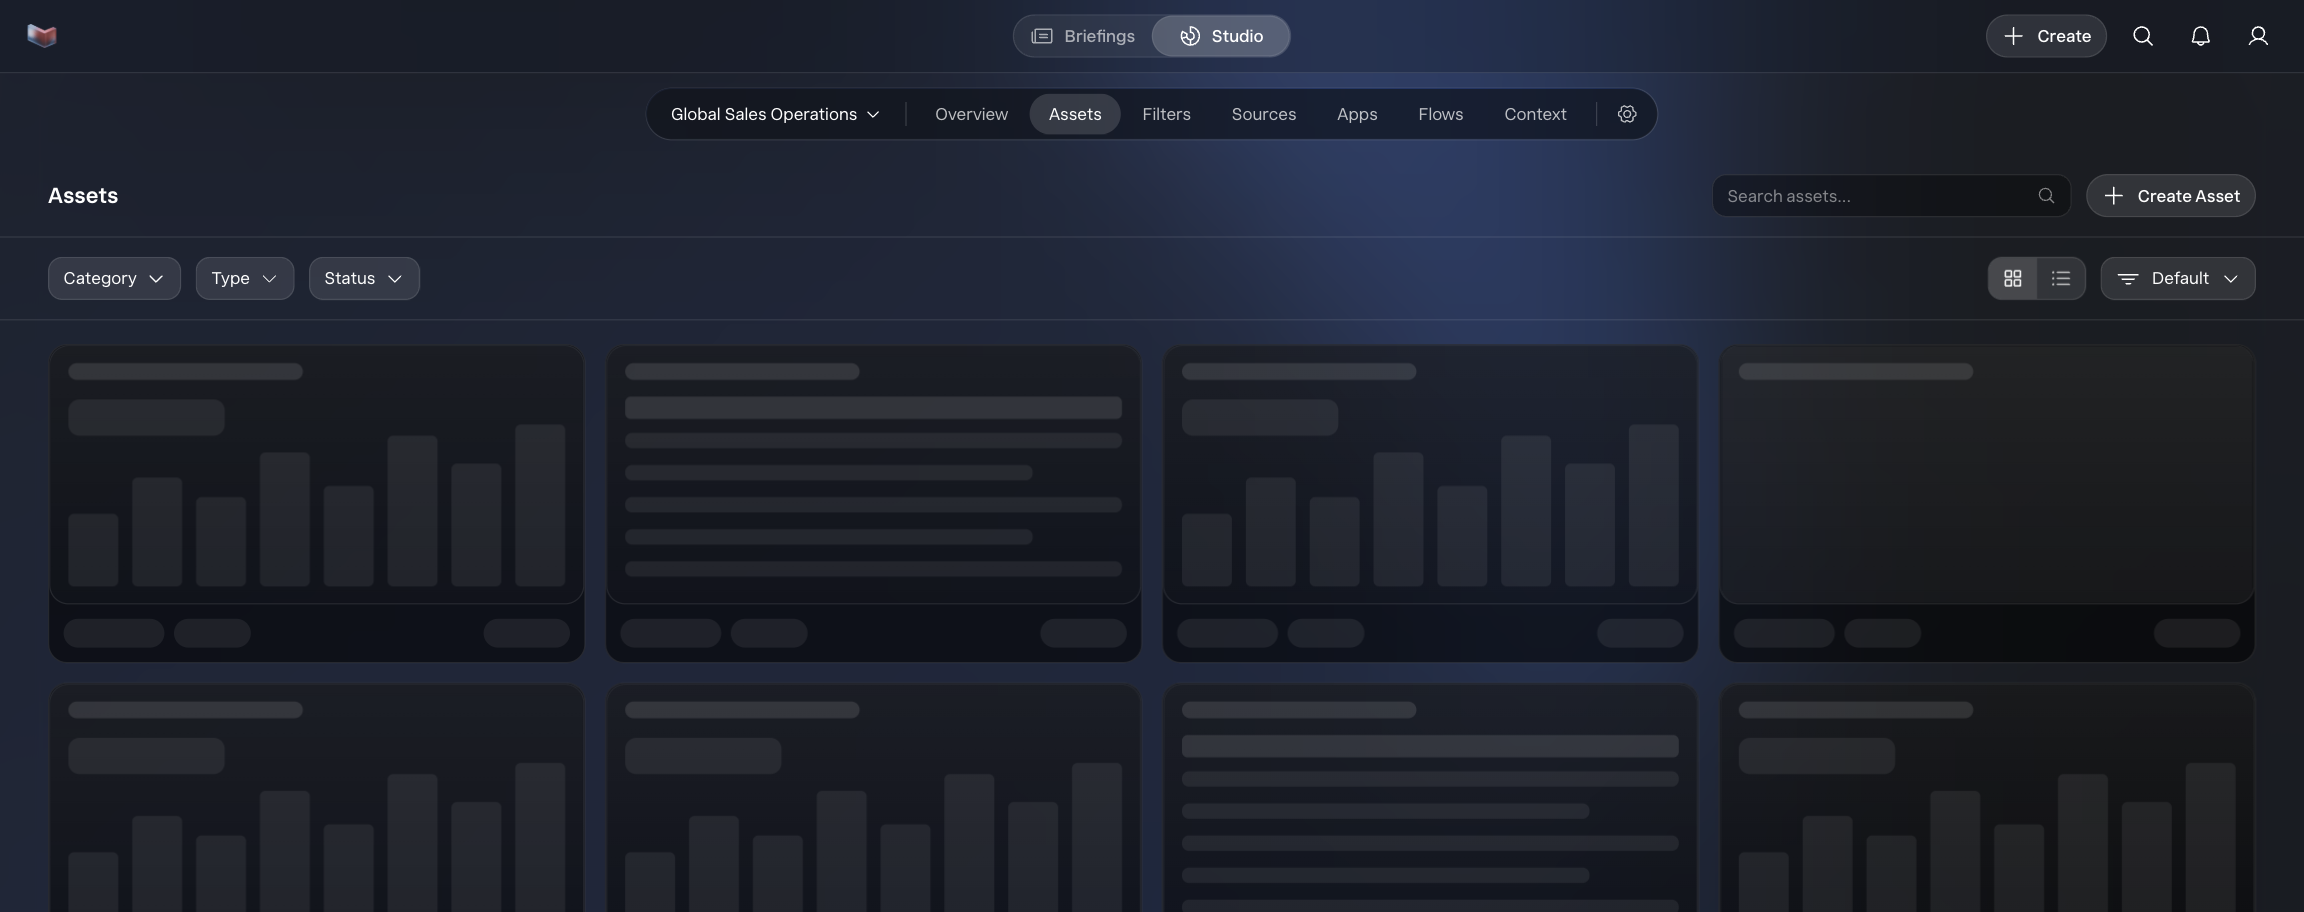 Briefings
Studio
Create
Global Sales Operations
Overview
Assets
Filters
Sources
Apps
Flows
Context
Assets
Search assets...
Create Asset
Category
Type
Status
Default